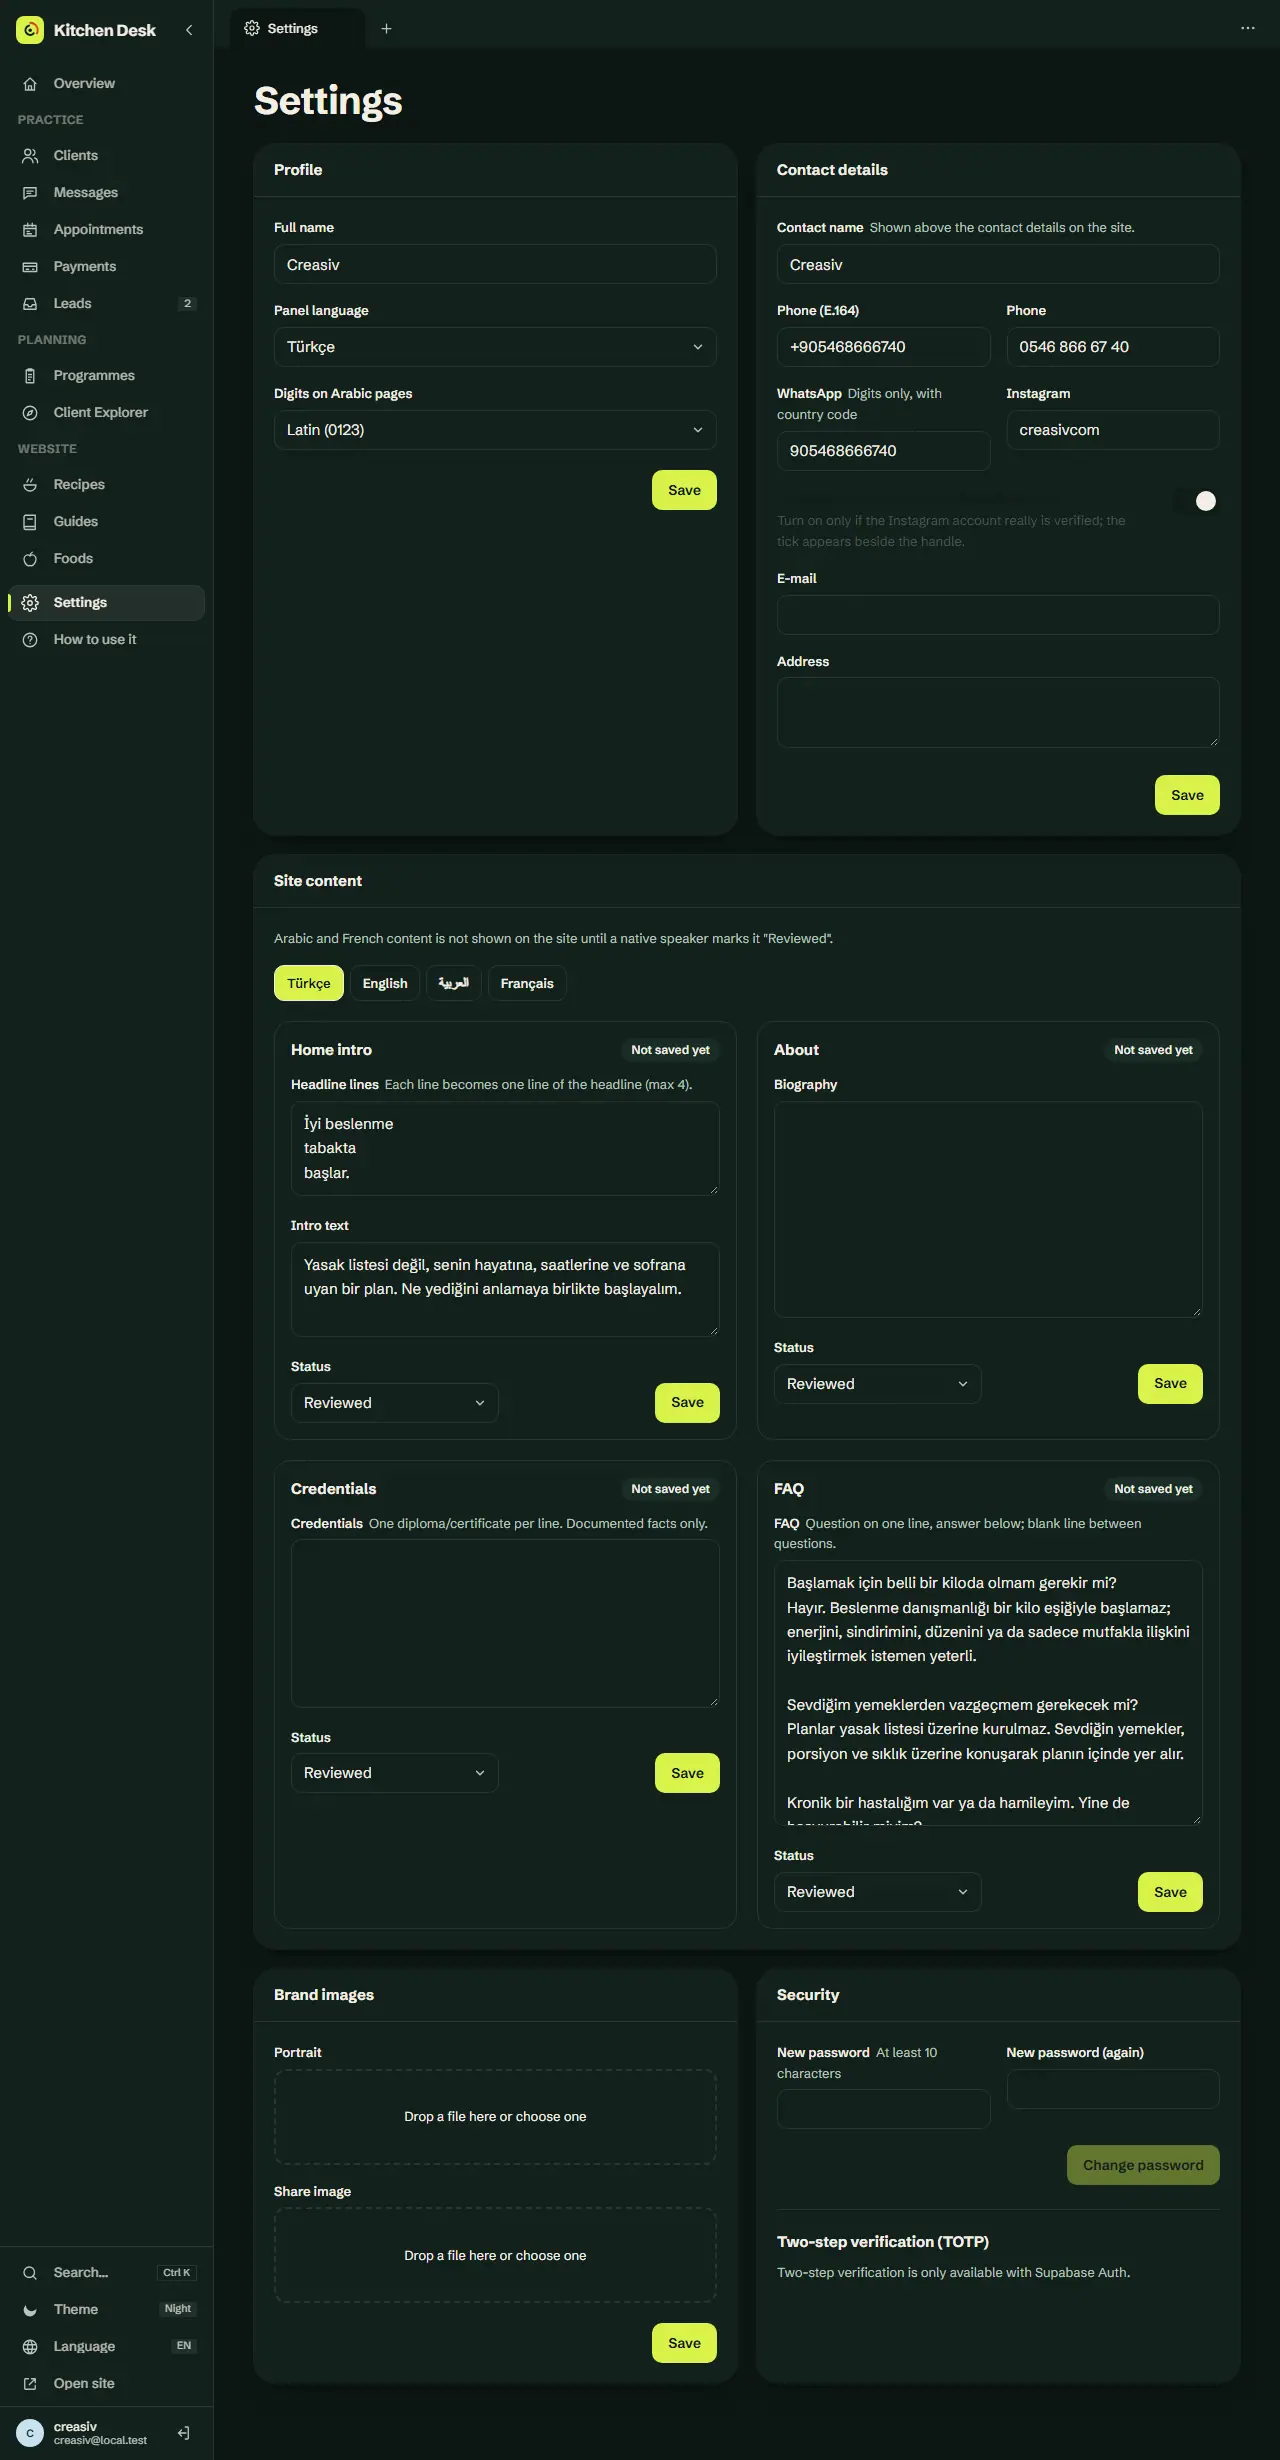 Kitchen Desk
Overview
PRACTICE
Clients
Messages
Appointments
Payments
Leads 2
PLANNING
Programmes
Client Explorer
WEBSITE
Recipes
Guides
Foods
Settings
How to use it
Search... Ctrl K
Theme Night
Language EN
Open site
C
creasiv
creasiv@local.test
Settings
Settings
Profile
Full name
Creasiv
Panel language
Türkçe
Digits on Arabic pages
Latin (0123)
Save
Contact details
Contact name Shown above the contact details on the site.
Creasiv
Phone (E.164)
+905468666740
Phone
0546 866 67 40
WhatsApp Digits only, with
country code
905468666740
Instagram
creasivcom
Turn on only if the Instagram account really is verified; the
tick appears beside the handle.
E-mail
Address
Save
Site content
Arabic and French content is not shown on the site until a native speaker marks it "Reviewed".
Türkçe English العربية Français
Home intro Not saved yet
Headline lines Each line becomes one line of the headline (max 4).
İyi beslenme
tabakta
başlar.
Intro text
Yasak listesi değil, senin hayatına, saatlerine ve sofrana
uyan bir plan. Ne yediğini anlamaya birlikte başlayalım.
Status
Reviewed
Save
About Not saved yet
Biography
Status
Reviewed
Save
Credentials Not saved yet
Credentials One diploma/certificate per line. Documented facts only.
Status
Reviewed
Save
FAQ Not saved yet
FAQ Question on one line, answer below; blank line between
questions.
Başlamak için belli bir kiloda olmam gerekir mi?
Hayır. Beslenme danışmanlığı bir kilo eşiğiyle başlamaz;
enerjini, sindirimini, düzenini ya da sadece mutfakla ilişkini
iyileştirmek istemen yeterli.
Sevdiğim yemeklerden vazgeçmem gerekecek mi?
Planlar yasak listesi üzerine kurulmaz. Sevdiğin yemekler,
porsiyon ve sıklık üzerine konuşarak planın içinde yer alır.
Kronik bir hastalığım var ya da hamileyim. Yine de
Status
Reviewed
Save
Brand images
Portrait
Drop a file here or choose one
Share image
Drop a file here or choose one
Save
Security
New password At least 10
characters
New password (again)
Change password
Two-step verification (TOTP)
Two-step verification is only available with Supabase Auth.